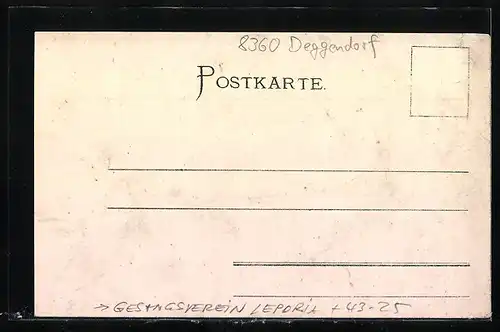 8360 Deggendorf
POSTKARTE.
→ GESANGSVEREIN LEPORIA + 43-25